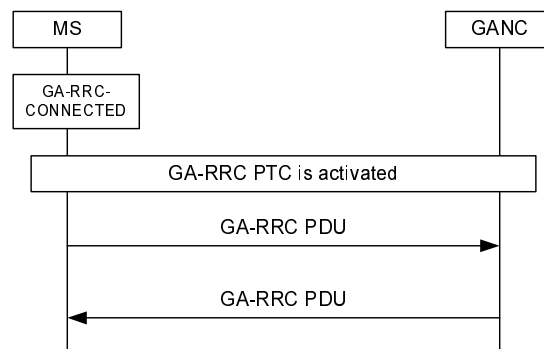 MS
GANC
GA-RRC-
CONNECTED
GA-RRC PTC is activated
GA-RRC PDU
GA-RRC PDU